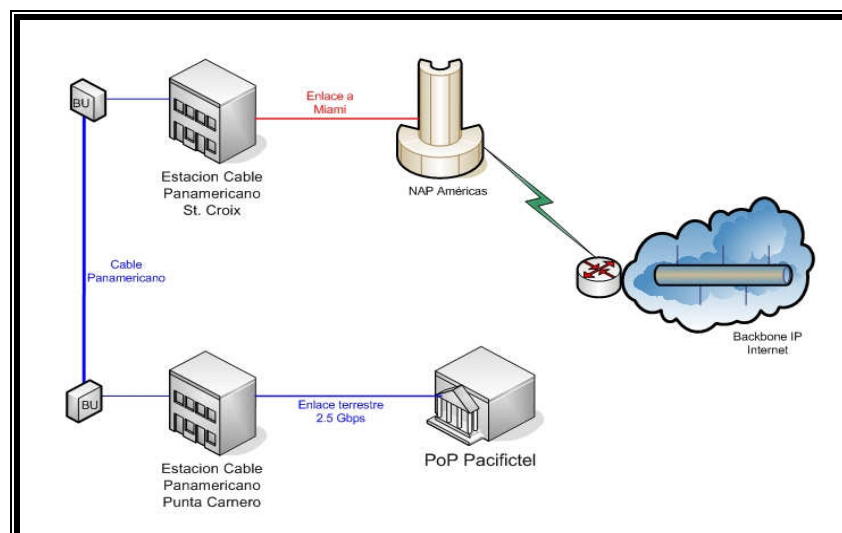 BU
Estacion Cable
Panamericano
St. Croix
Enlace a
Miami
NAP Américas
Cable
Panamericano
Backbone IP
Internet
BU
Estacion Cable
Panamericano
Punta Carnero
Enlace terrestre
2.5 Gbps
PoP Pacifictel